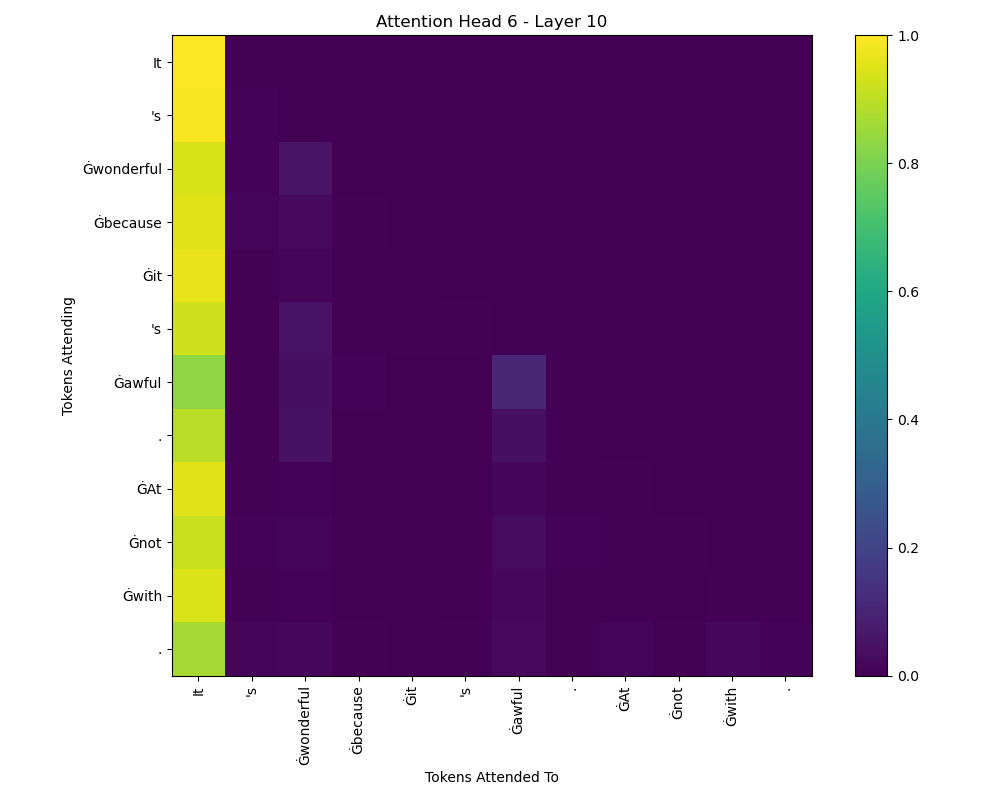 Attention Head 6 - Layer 10
It
's
Ġwonderful
Ġbecause
Ġit
's
Ġawful
.
ĠAt
Ġnot
Ġwith
.
Tokens Attending
It
's
Ġwonderful
Ġbecause
Ġit
's
Ġawful
.
ĠAt
Ġnot
Ġwith
.
Tokens Attended To
1.0
0.8
0.6
0.4
0.2
0.0